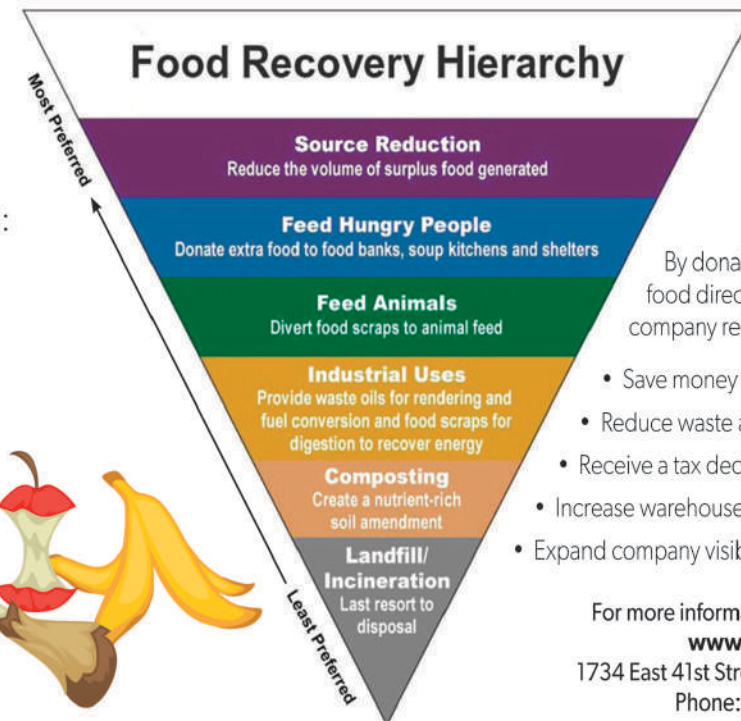 Food Recovery Hierarchy
Most Preferred
Source Reduction
Reduce the volume of surplus food generated
:
Feed Hungry People
Donate extra food to food banks, soup kitchens and shelters
Feed Animals
Divert food scraps to animal feed
Industrial Uses
Provide waste oils for rendering and
fuel conversion and food scraps for
digestion to recover energy
Composting
Create a nutrient-rich
soil amendment
Landfill/
Incineration
Last resort to
disposal
Least Preferred
By dona
food direc
company re
• Save money
• Reduce waste a
• Receive a tax dec
• Increase warehouse
• Expand company visib
For more inform
www
1734 East 41st Stre
Phone: